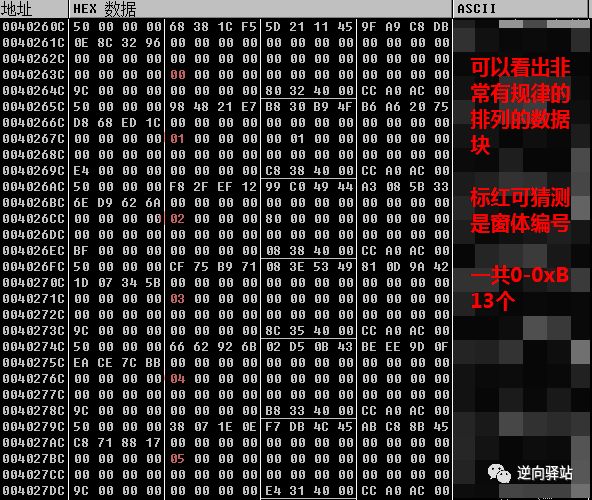 地址 HEX 数据 ASCII
0040260C 50 00 00 00 68 38 1C F5 5D 21 11 45 9F A9 C8 DB
0040261C 0E 8C 32 96 00 00 00 00 00 00 00 00 00 00 00 00
0040262C 00 00 00 00 00 00 00 00 00 00 00 00 00 00 00 00
0040263C 00 00 00 00 00 00 00 00 00 00 00 00 00 00 00 00
0040264C 9C 00 00 00 00 00 00 00 80 32 40 00 CC A0 AC 00
0040265C 50 00 00 00 98 48 21 E7 B8 30 B9 4F B6 A6 20 75
0040266C D8 68 ED 1C 00 00 00 00 00 00 00 00 00 00 00 00
0040267C 00 00 00 00 01 00 00 00 00 01 00 00 00 00 00 00
0040268C 00 00 00 00 00 00 00 00 00 00 00 00 00 00 00 00
0040269C E4 00 00 00 00 00 00 00 C8 38 40 00 CC A0 AC 00
004026AC 50 00 00 00 F8 2F EF 12 99 C0 49 44 A3 08 5B 33
004026BC 6E D9 62 6A 00 00 00 00 00 00 00 00 00 00 00 00
004026CC 00 00 00 00 02 00 00 00 80 00 00 00 00 00 00 00
004026DC 00 00 00 00 00 00 00 00 00 00 00 00 00 00 00 00
004026EC BF 00 00 00 00 00 00 00 08 38 40 00 CC A0 AC 00
004026FC 50 00 00 00 CF 75 B9 71 08 3E 53 49 81 0D 9A 42
0040270C 1D 07 34 5B 00 00 00 00 00 00 00 00 00 00 00 00
0040271C 00 00 00 00 03 00 00 00 00 00 00 00 00 00 00 00
0040272C 00 00 00 00 00 00 00 00 00 00 00 00 00 00 00 00
0040273C 9C 00 00 00 00 00 00 00 8C 35 40 00 CC A0 AC 00
0040274C 50 00 00 00 66 62 92 6B 02 D5 0B 43 BE EE 9D 0F
0040275C EA CE 7C BB 00 00 00 00 00 00 00 00 00 00 00 00
0040276C 00 00 00 00 04 00 00 00 00 00 00 00 00 00 00 00
0040277C 00 00 00 00 00 00 00 00 00 00 00 00 00 00 00 00
0040278C 9C 00 00 00 00 00 00 00 B8 33 40 00 CC A0 AC 00
0040279C 50 00 00 00 38 07 1E 0E F7 DB 4C 45 AB C8 8B 45
004027AC C8 71 88 17 00 00 00 00 00 00 00 00 00 00 00 00
004027BC 00 00 00 00 05 00 00 00 00 00 00 00 00 00 00 00
004027CC 00 00 00 00 00 00 00 00 00 00 00 00 00 00 00 00
004027DC 9C 00 00 00 00 00 00 00 E4 31 40 00 CC A0 AC 00
可以看出非
常有规律的
排列的数据
块
标红可猜测
是窗体编号
一共0-0xB
13个
逆向驿站